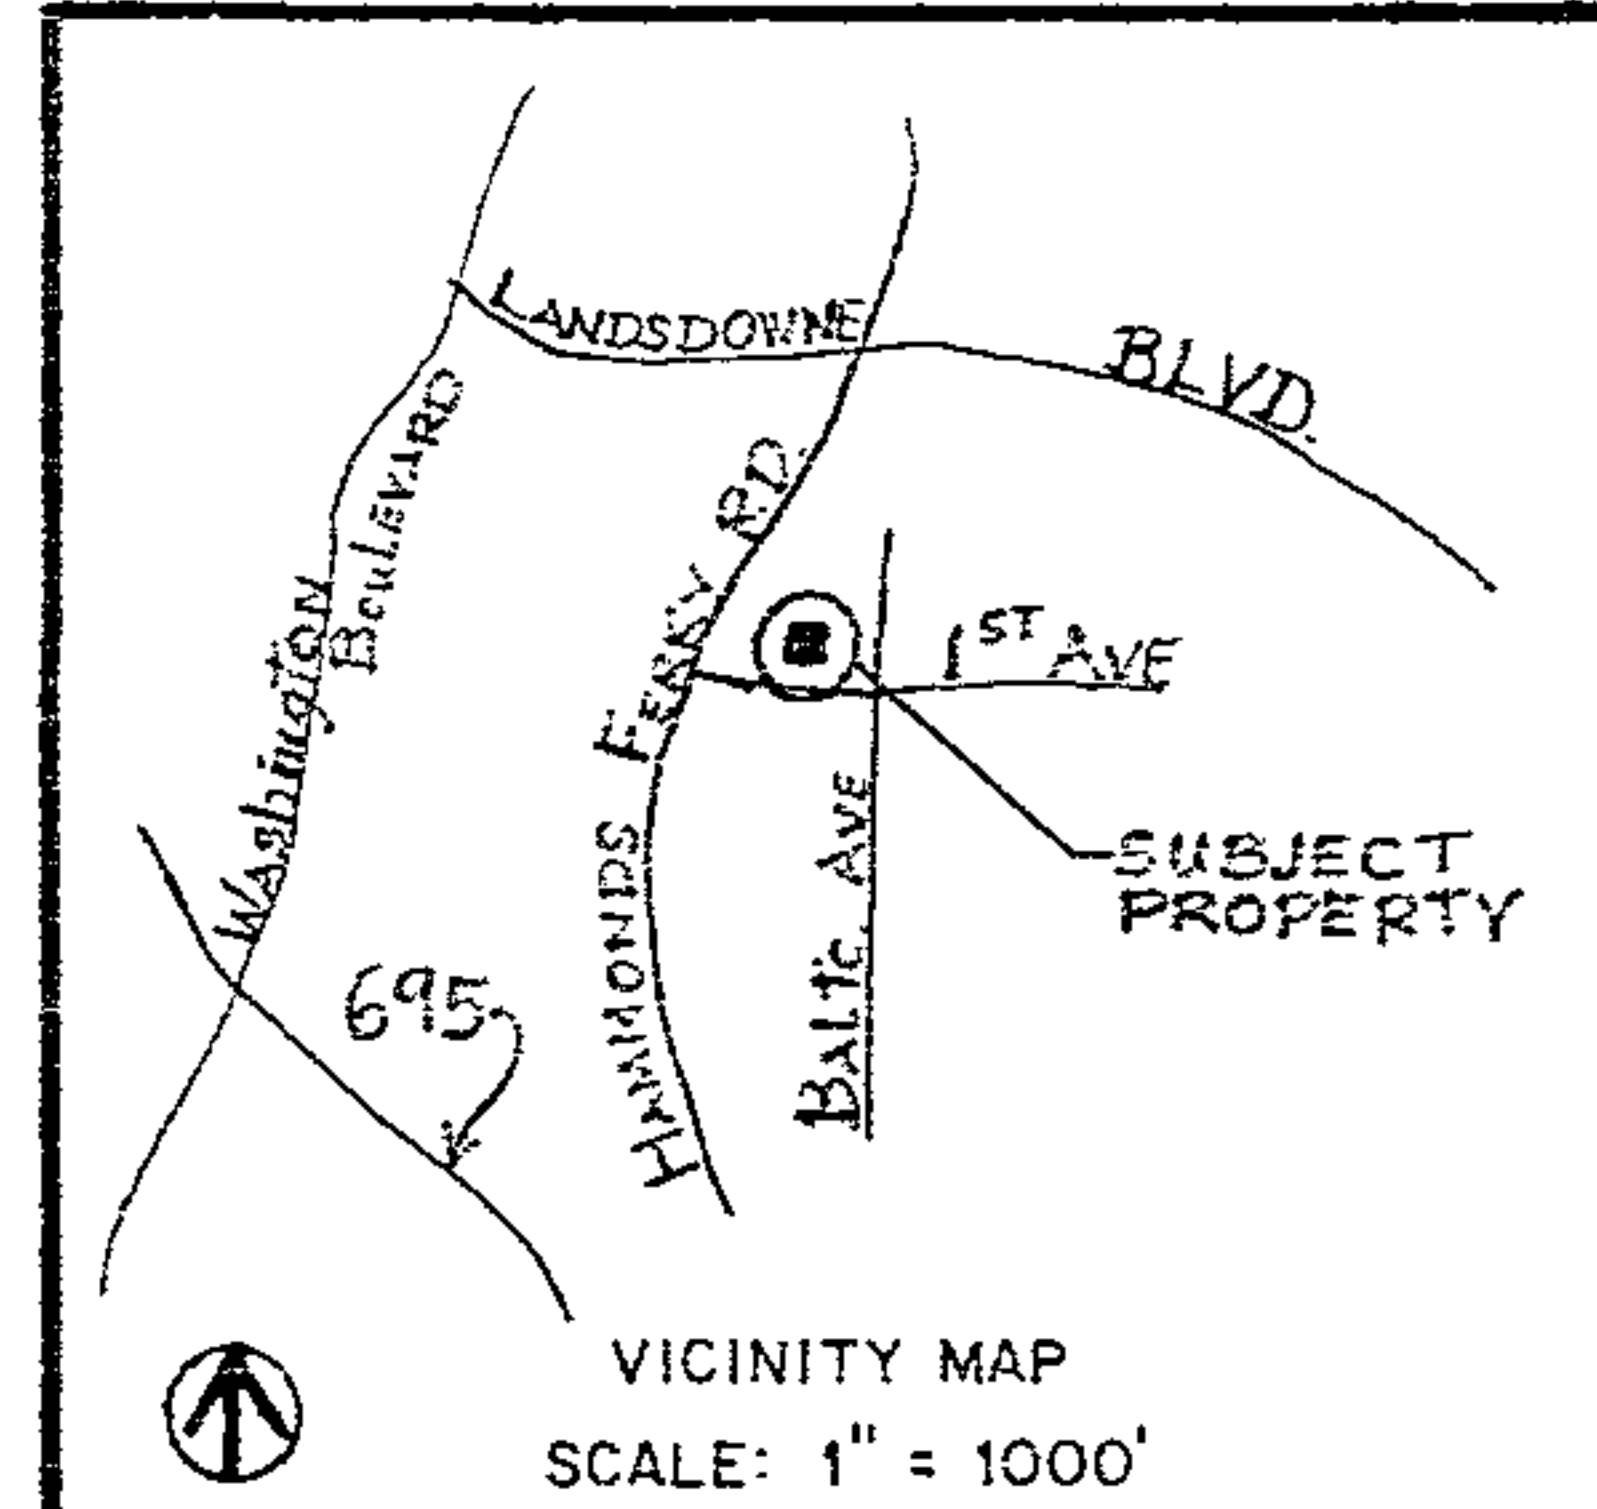 LANDSDOWNE BLVD.
Washington
BoulEVARD
HAMMONDS FERRY RD.
1ST AVE
BALTIC. AVE
SUBJECT
PROPERTY
695
VICINITY MAP
SCALE: 1" = 1000'